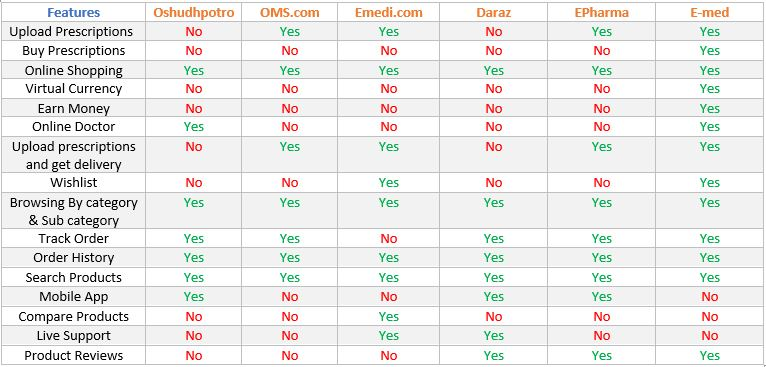 Features Oshudhpotro OMS.com Emedi.com Daraz EPharma E-med
Upload Prescriptions No Yes Yes No Yes Yes
Buy Prescriptions No No No No No Yes
Online Shopping Yes Yes Yes Yes Yes Yes
Virtual Currency No No No No No Yes
Earn Money No No No No No Yes
Online Doctor Yes No No No No Yes
Upload prescriptions
and get delivery No Yes Yes No Yes Yes
Wishlist No No Yes No No Yes
Browsing By category
& Sub category Yes Yes Yes Yes Yes Yes
Track Order Yes Yes No Yes Yes Yes
Order History Yes Yes Yes Yes Yes Yes
Search Products Yes Yes Yes Yes Yes Yes
Mobile App Yes No No Yes Yes No
Compare Products No No Yes No No No
Live Support No No Yes Yes No No
Product Reviews No No No Yes Yes Yes